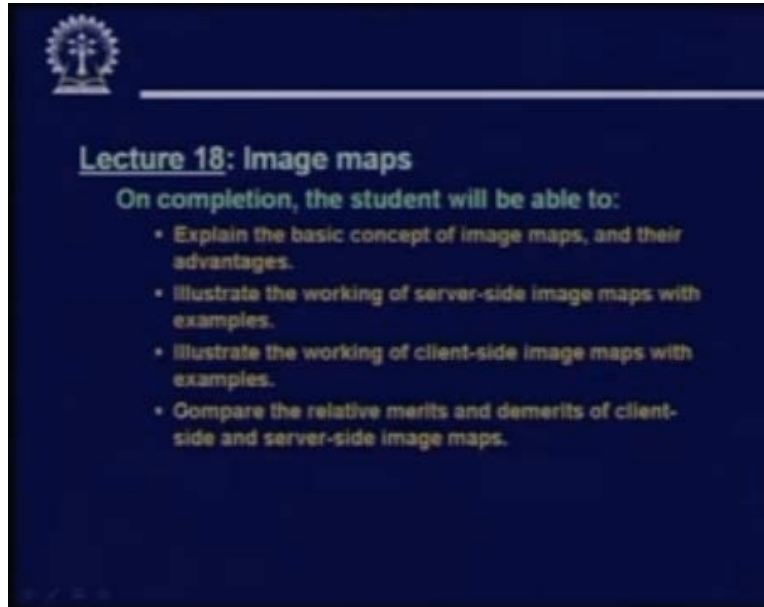 Lecture 18: Image maps
On completion, the student will be able to:
• Explain the basic concept of image maps, and their
advantages.
• Illustrate the working of server-side image maps with
examples.
• Illustrate the working of client-side image maps with
examples.
• Compare the relative merits and demerits of client-
side and server-side image maps.